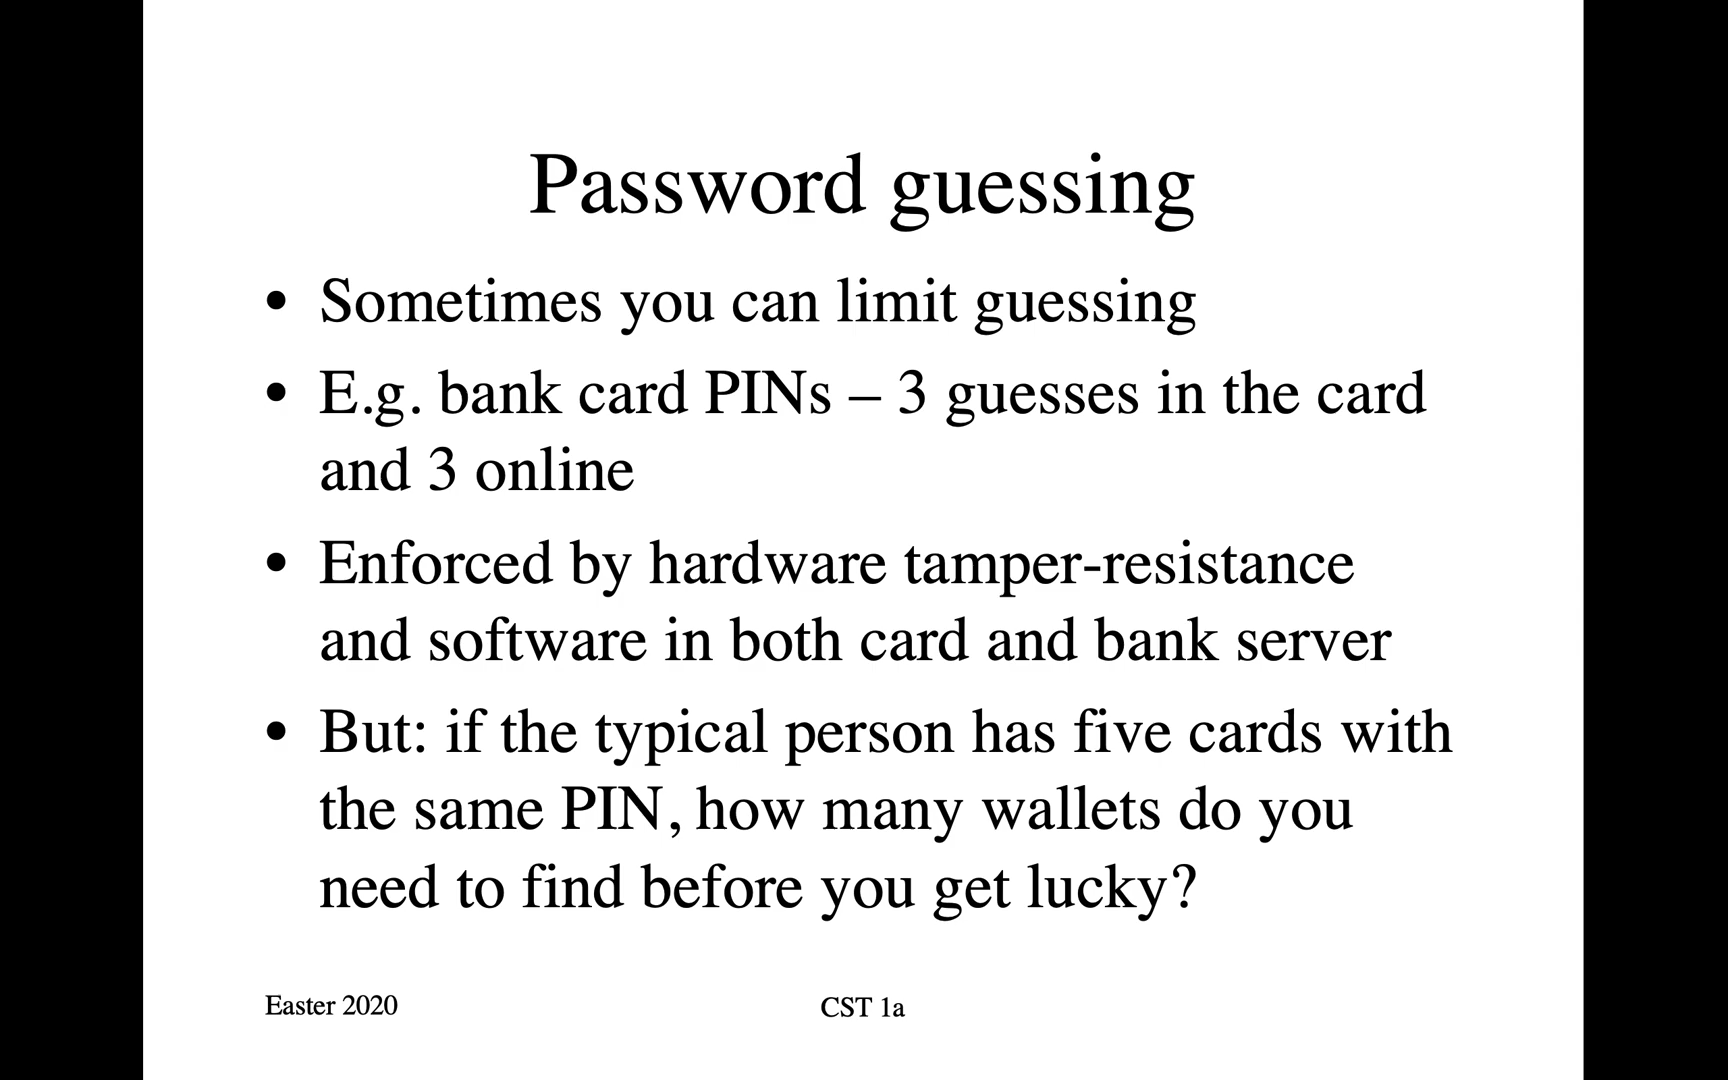 Password guessing
• Sometimes you can limit guessing
• E.g. bank card PINs – 3 guesses in the card
and 3 online
• Enforced by hardware tamper-resistance
and software in both card and bank server
• But: if the typical person has five cards with
the same PIN, how many wallets do you
need to find before you get lucky?
Easter 2020
CST 1a